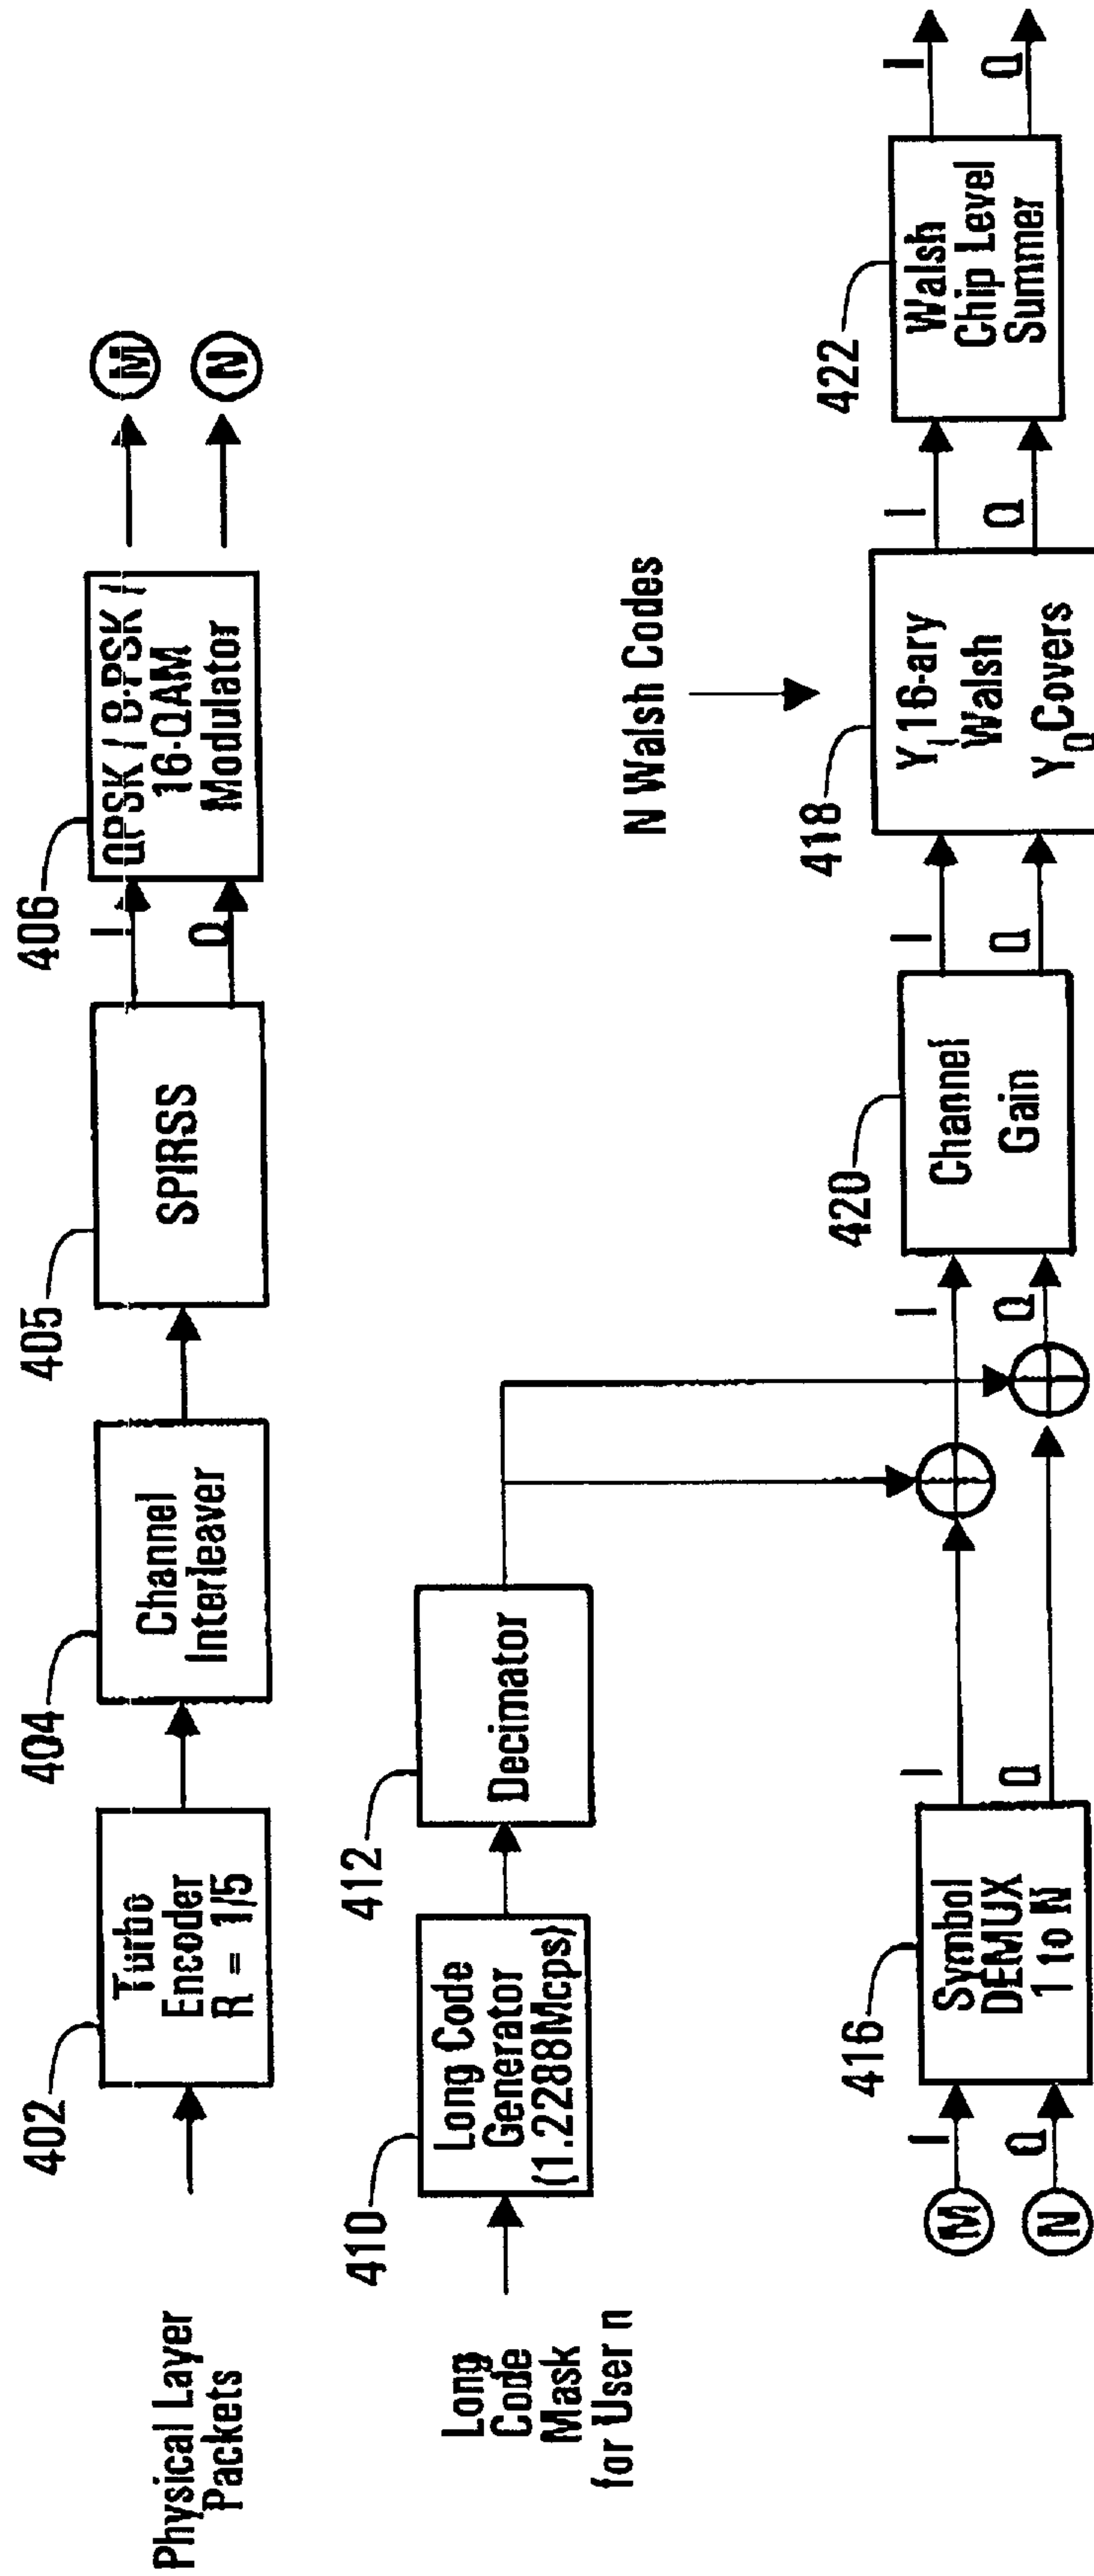 Physical Layer
Packets
402
Turbo
Encoder
R = 1/5
404
Channel
Interleaver
405
SPIRSS
I
Q
406
QPSK / 8-PSK /
16-QAM
Modulator
M
N
Long
Code
Mask
for User n
410
Long Code
Generator
(1.2288Mcps)
412
Decimator
M
N
I
Q
416
Symbol
DEMUX
1 to N
I
Q
I
Q
420
Channel
Gain
I
Q
N Walsh Codes
418
YI 16-ary
Walsh
YQ Covers
I
Q
422
Walsh
Chip Level
Summer
I
Q